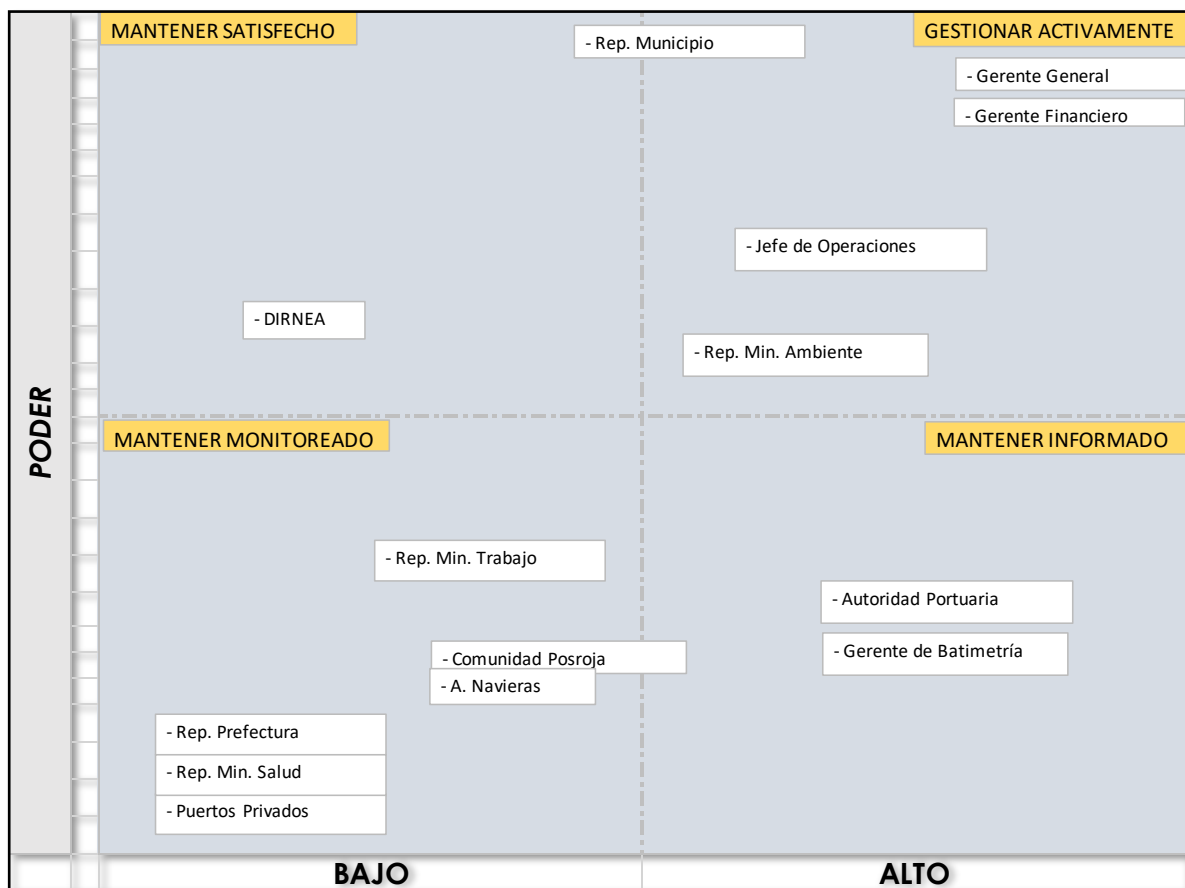 MANTENER SATISFECHO
- Rep. Municipio
GESTIONAR ACTIVAMENTE
- Gerente General
- Gerente Financiero
- Jefe de Operaciones
- DIRNEA
- Rep. Min. Ambiente
PODER
MANTENER MONITOREADO
MANTENER INFORMADO
- Rep. Min. Trabajo
- Autoridad Portuaria
- Comunidad Posroja
- Gerente de Batimetría
- A. Navieras
- Rep. Prefectura
- Rep. Min. Salud
- Puertos Privados
BAJO
ALTO